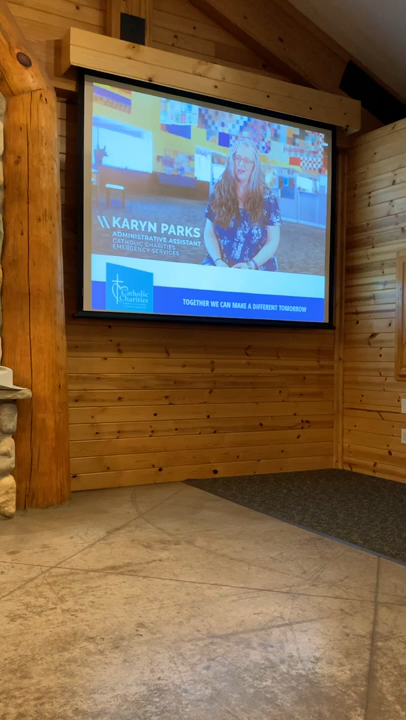 KARYN PARKS
ADMINISTRATIVE ASSISTANT
CATHOLIC CHARITIES
EMERGENCY SERVICES
Catholic
Charities
TOGETHER WE CAN MAKE A DIFFERENT TOMORROW